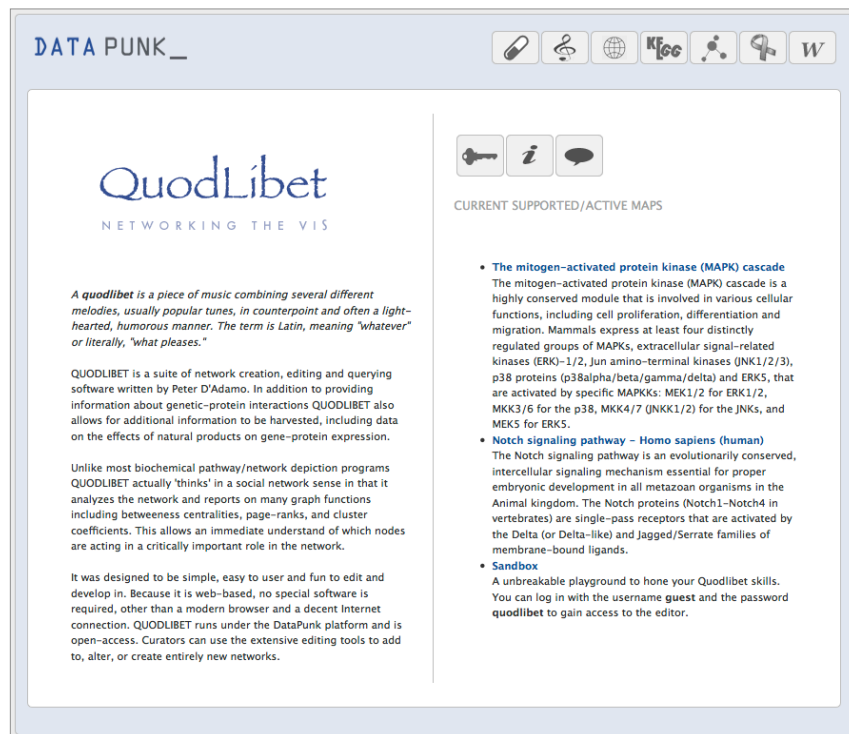 DATA PUNK_
KEGG
W
QuodLibet
NETWORKING THE VIS
A quodlibet is a piece of music combining several different
melodies, usually popular tunes, in counterpoint and often a light-
hearted, humorous manner. The term is Latin, meaning "whatever"
or literally, "what pleases."
QUODLIBET is a suite of network creation, editing and querying
software written by Peter D'Adamo. In addition to providing
information about genetic-protein interactions QUODLIBET also
allows for additional information to be harvested, including data
on the effects of natural products on gene-protein expression.
Unlike most biochemical pathway/network depiction programs
QUODLIBET actually 'thinks' in a social network sense in that it
analyzes the network and reports on many graph functions
including betweeness centralities, page-ranks, and cluster
coefficients. This allows an immediate understand of which nodes
are acting in a critically important role in the network.
It was designed to be simple, easy to user and fun to edit and
develop in. Because it is web-based, no special software is
required, other than a modern browser and a decent Internet
connection. QUODLIBET runs under the DataPunk platform and is
open-access. Curators can use the extensive editing tools to add
to, alter, or create entirely new networks.
i
CURRENT SUPPORTED/ACTIVE MAPS
• The mitogen-activated protein kinase (MAPK) cascade
The mitogen-activated protein kinase (MAPK) cascade is a
highly conserved module that is involved in various cellular
functions, including cell proliferation, differentiation and
migration. Mammals express at least four distinctly
regulated groups of MAPKs, extracellular signal-related
kinases (ERK)-1/2, Jun amino-terminal kinases (JNK1/2/3),
p38 proteins (p38alpha/beta/gamma/delta) and ERK5, that
are activated by specific MAPKKs: MEK1/2 for ERK1/2,
MKK3/6 for the p38, MKK4/7 (JNKK1/2) for the JNKs, and
MEK5 for ERK5.
• Notch signaling pathway - Homo sapiens (human)
The Notch signaling pathway is an evolutionarily conserved,
intercellular signaling mechanism essential for proper
embryonic development in all metazoan organisms in the
Animal kingdom. The Notch proteins (Notch1-Notch4 in
vertebrates) are single-pass receptors that are activated by
the Delta (or Delta-like) and Jagged/Serrate families of
membrane-bound ligands.
• Sandbox
A unbreakable playground to hone your Quodlibet skills.
You can log in with the username guest and the password
quodlibet to gain access to the editor.